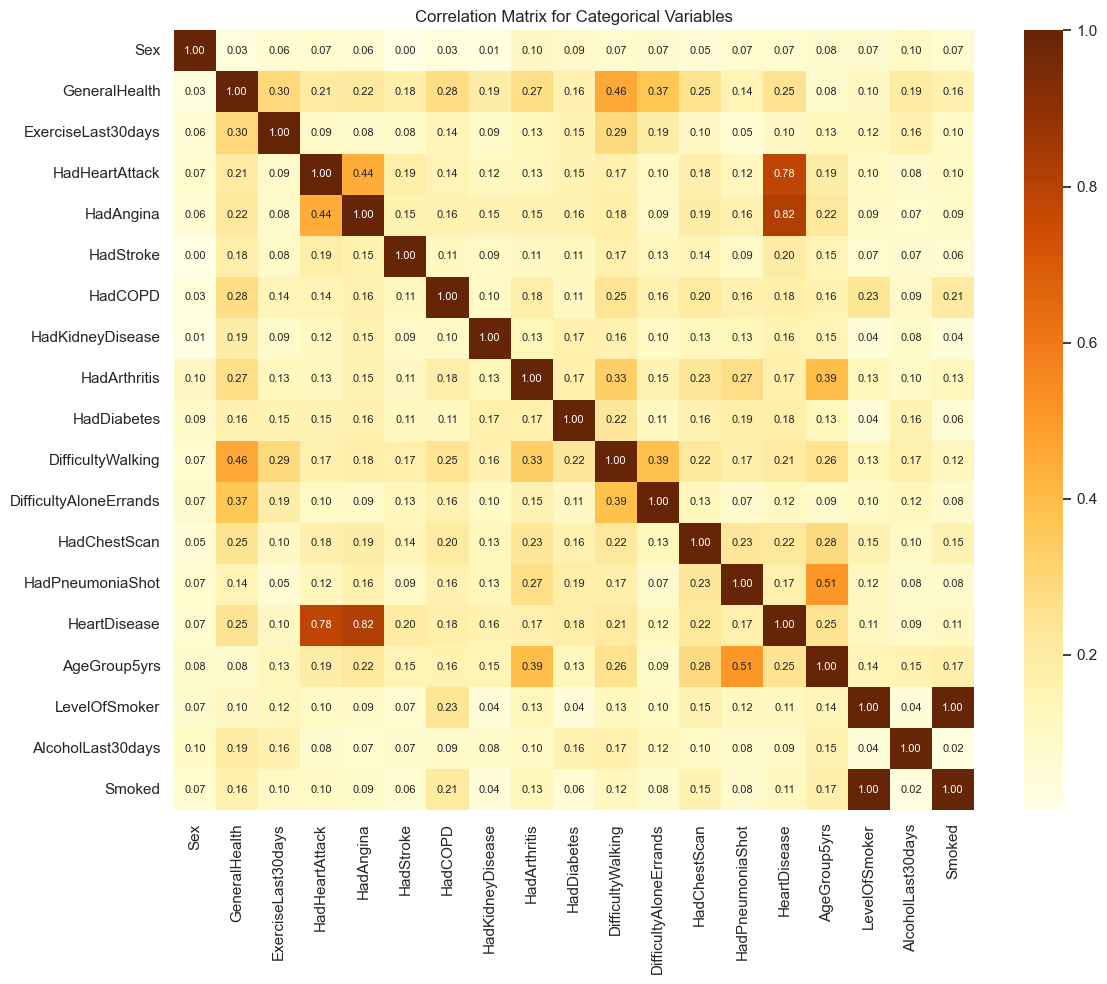 Correlation Matrix for Categorical Variables
Sex 1.00 0.03 0.06 0.07 0.06 0.00 0.03 0.01 0.10 0.09 0.07 0.07 0.05 0.07 0.07 0.08 0.07 0.10 0.07
GeneralHealth 0.03 1.00 0.30 0.21 0.22 0.18 0.28 0.19 0.27 0.16 0.46 0.37 0.25 0.14 0.25 0.08 0.10 0.19 0.16
ExerciseLast30days 0.06 0.30 1.00 0.09 0.08 0.08 0.14 0.09 0.13 0.15 0.29 0.19 0.10 0.05 0.10 0.13 0.12 0.16 0.10
HadHeartAttack 0.07 0.21 0.09 1.00 0.44 0.19 0.14 0.12 0.13 0.15 0.17 0.10 0.18 0.12 0.78 0.19 0.10 0.08 0.10
HadAngina 0.06 0.22 0.08 0.44 1.00 0.15 0.16 0.15 0.15 0.16 0.18 0.09 0.19 0.16 0.82 0.22 0.09 0.07 0.09
HadStroke 0.00 0.18 0.08 0.19 0.15 1.00 0.11 0.09 0.11 0.11 0.17 0.13 0.14 0.09 0.20 0.15 0.07 0.07 0.06
HadCOPD 0.03 0.28 0.14 0.14 0.16 0.11 1.00 0.10 0.18 0.11 0.25 0.16 0.20 0.16 0.18 0.16 0.23 0.09 0.21
HadKidneyDisease 0.01 0.19 0.09 0.12 0.15 0.09 0.10 1.00 0.13 0.17 0.16 0.10 0.13 0.13 0.16 0.15 0.04 0.08 0.04
HadArthritis 0.10 0.27 0.13 0.13 0.15 0.11 0.18 0.13 1.00 0.17 0.33 0.15 0.23 0.27 0.17 0.39 0.13 0.10 0.13
HadDiabetes 0.09 0.16 0.15 0.15 0.16 0.11 0.11 0.17 0.17 1.00 0.22 0.11 0.16 0.19 0.18 0.13 0.04 0.16 0.06
DifficultyWalking 0.07 0.46 0.29 0.17 0.18 0.17 0.25 0.16 0.33 0.22 1.00 0.39 0.22 0.17 0.21 0.26 0.13 0.17 0.12
DifficultyAloneErrands 0.07 0.37 0.19 0.10 0.09 0.13 0.16 0.10 0.15 0.11 0.39 1.00 0.13 0.07 0.12 0.09 0.10 0.12 0.08
HadChestScan 0.05 0.25 0.10 0.18 0.19 0.14 0.20 0.13 0.23 0.16 0.22 0.13 1.00 0.23 0.22 0.28 0.15 0.10 0.15
HadPneumoniaShot 0.07 0.14 0.05 0.12 0.16 0.09 0.16 0.13 0.27 0.19 0.17 0.07 0.23 1.00 0.17 0.51 0.12 0.08 0.08
HeartDisease 0.07 0.25 0.10 0.78 0.82 0.20 0.18 0.16 0.17 0.18 0.21 0.12 0.22 0.17 1.00 0.25 0.11 0.09 0.11
AgeGroup5yrs 0.08 0.08 0.13 0.19 0.22 0.15 0.16 0.15 0.39 0.13 0.26 0.09 0.28 0.51 0.25 1.00 0.14 0.15 0.17
LevelOfSmoker 0.07 0.10 0.12 0.10 0.09 0.07 0.23 0.04 0.13 0.04 0.13 0.10 0.15 0.12 0.11 0.14 1.00 0.04 1.00
AlcoholLast30days 0.10 0.19 0.16 0.08 0.07 0.07 0.09 0.08 0.10 0.16 0.17 0.12 0.10 0.08 0.09 0.15 0.04 1.00 0.02
Smoked 0.07 0.16 0.10 0.10 0.09 0.06 0.21 0.04 0.13 0.06 0.12 0.08 0.15 0.08 0.11 0.17 1.00 0.02 1.00
Sex
GeneralHealth
ExerciseLast30days
HadHeartAttack
HadAngina
HadStroke
HadCOPD
HadKidneyDisease
HadArthritis
HadDiabetes
DifficultyWalking
DifficultyAloneErrands
HadChestScan
HadPneumoniaShot
HeartDisease
AgeGroup5yrs
LevelOfSmoker
AlcoholLast30days
Smoked
1.0
0.8
0.6
0.4
0.2